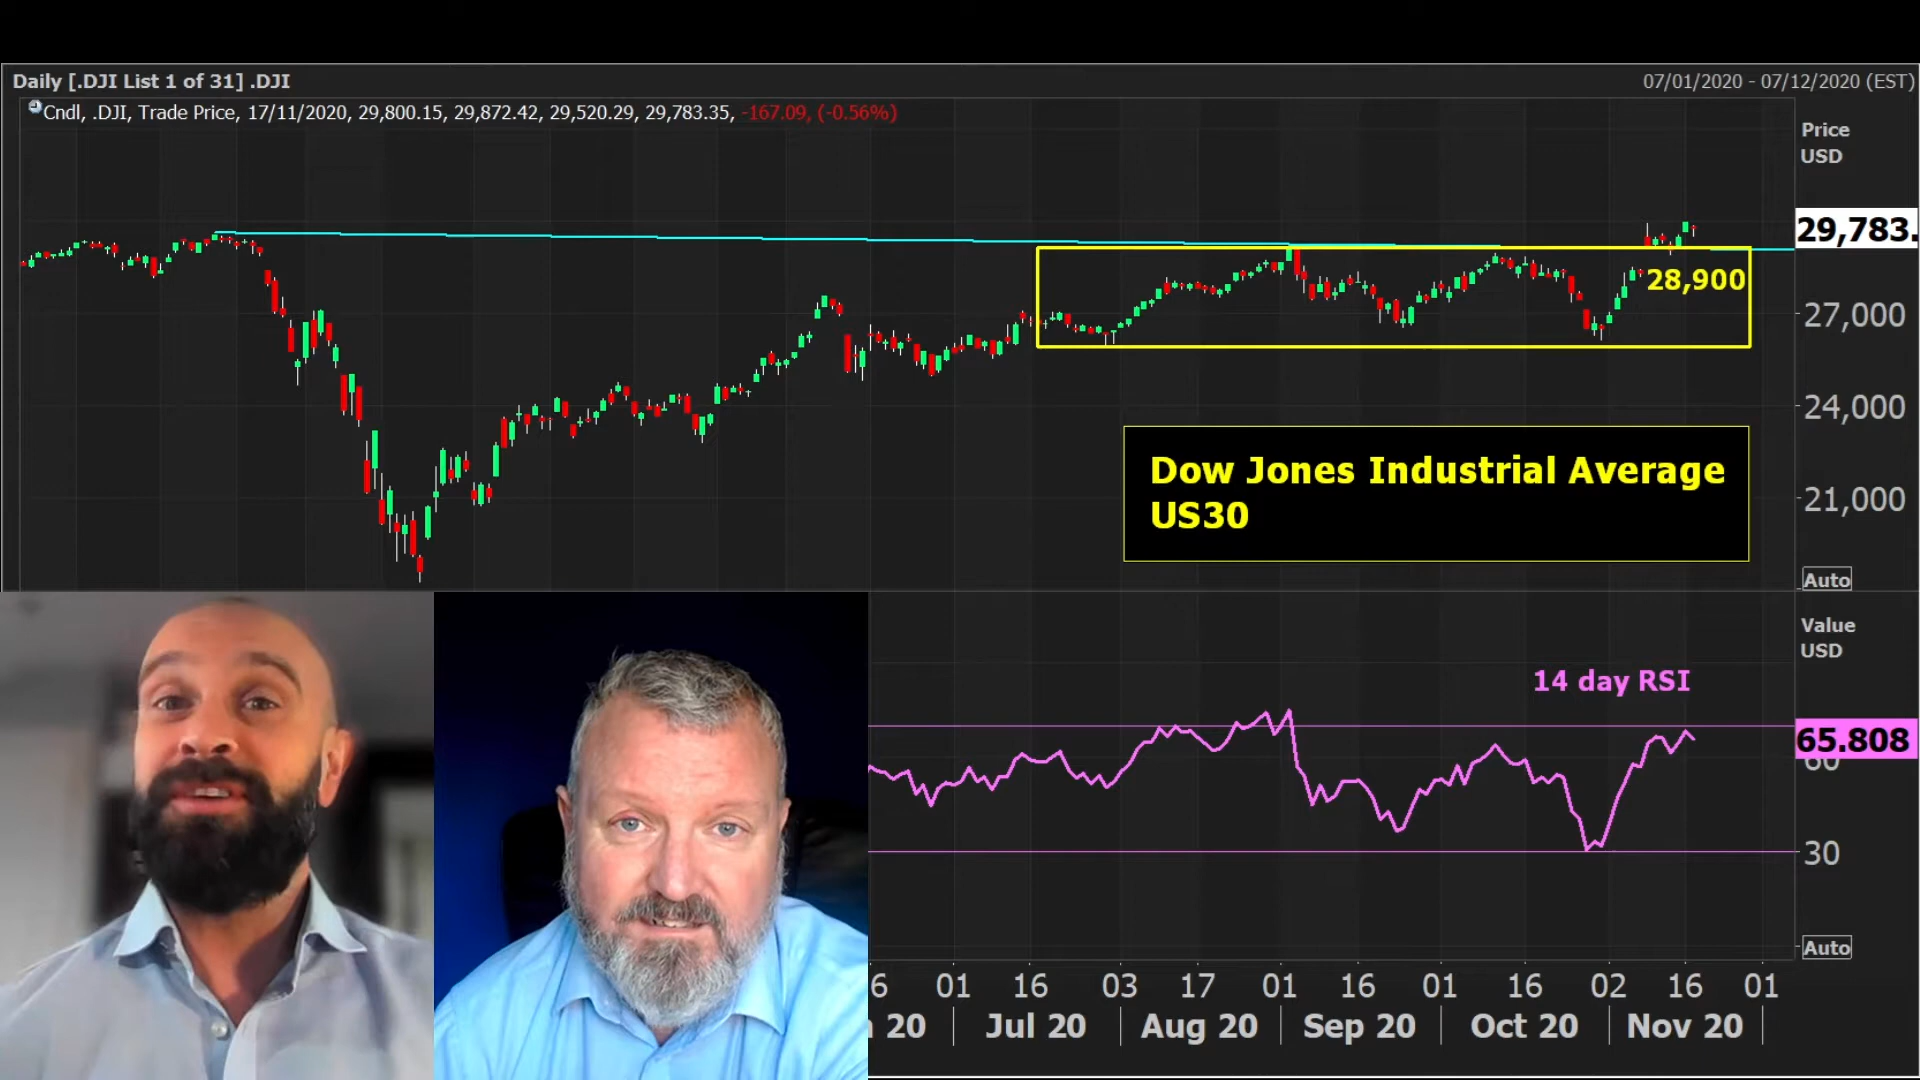 Daily [.DJI List 1 of 31] .DJI
07/01/2020 - 07/12/2020 (EST)
Cndl, .DJI, Trade Price, 17/11/2020, 29,800.15, 29,872.42, 29,520.29, 29,783.35, -167.09, (-0.56%)
Price
USD
29,783.
28,900
27,000
24,000
Dow Jones Industrial Average
US30
21,000
Auto
Value
USD
14 day RSI
65.808
60
30
Auto
6 01 16 03 17 01 16 01 16 02 16 01
20 Jul 20 Aug 20 Sep 20 Oct 20 Nov 20